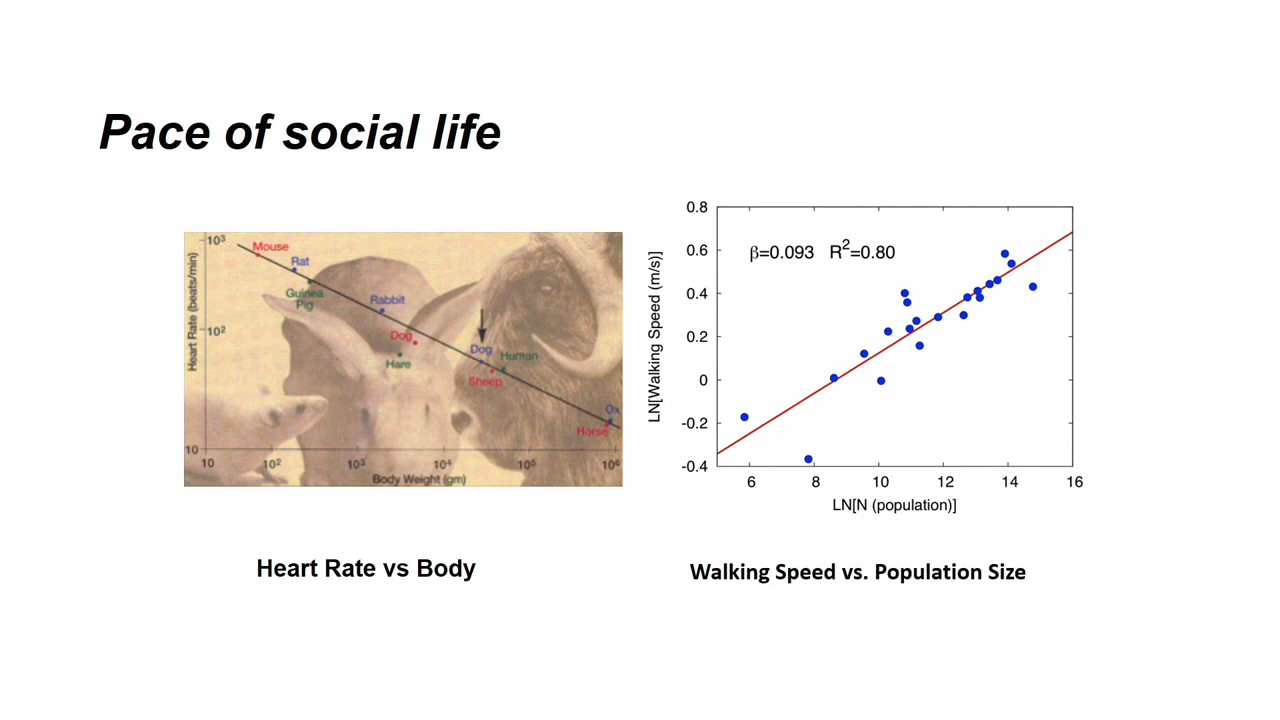 Pace of social life
10³
Mouse
Rat
Guinea
Pig
Rabbit
10²
Dog
Hare
Dog
Human
Sheep
Ox
Horse
10
10
10²
10³
10⁴
10⁵
10⁶
Heart Rate (beats/min)
Body Weight (gm)
Heart Rate vs Body
0.8
0.6
0.4
0.2
0
-0.2
-0.4
β=0.093 R²=0.80
LN[Walking Speed (m/s)]
6 8 10 12 14 16
LN[N (population)]
Walking Speed vs. Population Size